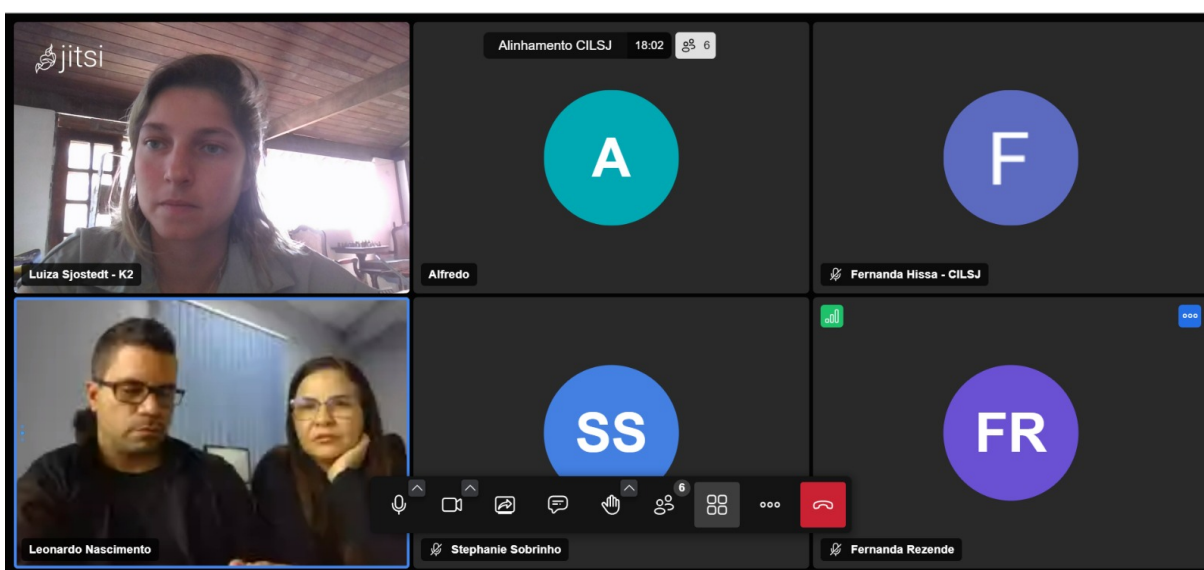 jitsi
Alinhamento CILSJ 18:02 6
A
F
Luiza Sjostedt - K2
Alfredo
Fernanda Hissa - CILSJ
SS
FR
6
Leonardo Nascimento
Stephanie Sobrinho
Fernanda Rezende